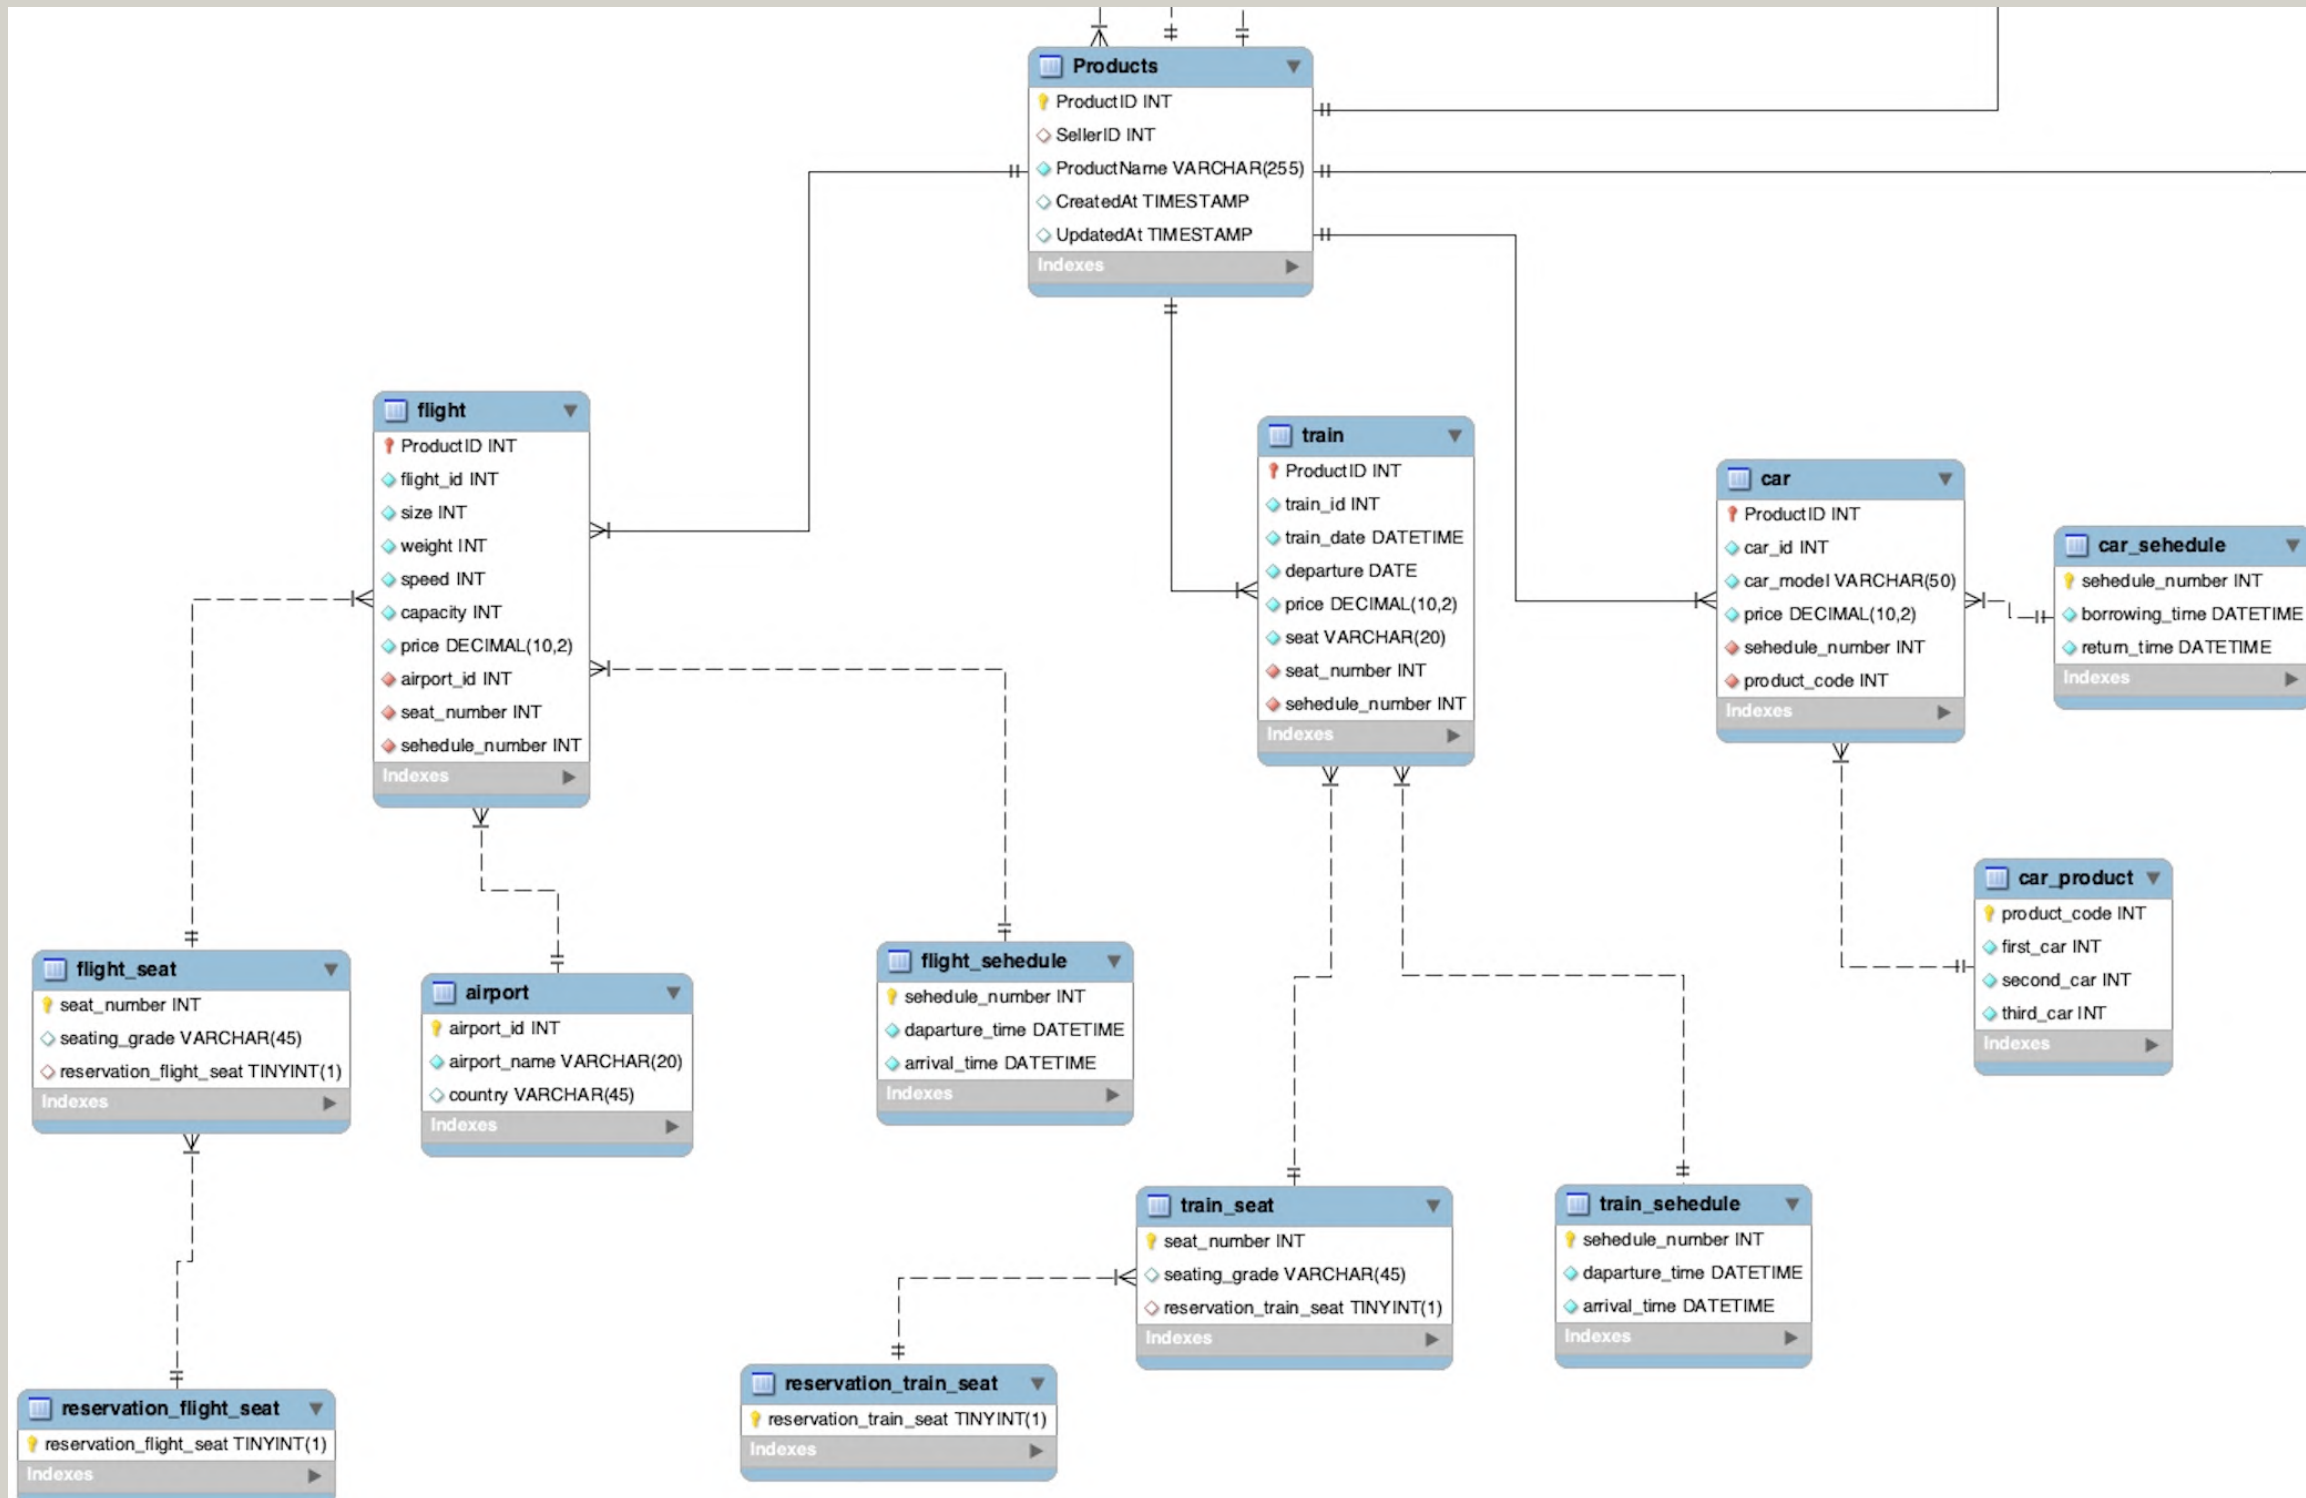 Products
ProductID INT
SellerID INT
ProductName VARCHAR(255)
CreatedAt TIMESTAMP
UpdatedAt TIMESTAMP
Indexes
flight
ProductID INT
flight_id INT
size INT
weight INT
speed INT
capacity INT
price DECIMAL(10,2)
airport_id INT
seat_number INT
sehedule_number INT
Indexes
train
ProductID INT
train_id INT
train_date DATETIME
departure DATE
price DECIMAL(10,2)
seat VARCHAR(20)
seat_number INT
sehedule_number INT
Indexes
car
ProductID INT
car_id INT
car_model VARCHAR(50)
price DECIMAL(10,2)
sehedule_number INT
product_code INT
Indexes
car_sehedule
sehedule_number INT
borrowing_time DATETIME
return_time DATETIME
Indexes
car_product
product_code INT
first_car INT
second_car INT
third_car INT
Indexes
flight_seat
seat_number INT
seating_grade VARCHAR(45)
reservation_flight_seat TINYINT(1)
Indexes
airport
airport_id INT
airport_name VARCHAR(20)
country VARCHAR(45)
Indexes
flight_sehedule
sehedule_number INT
daparture_time DATETIME
arrival_time DATETIME
Indexes
train_seat
seat_number INT
seating_grade VARCHAR(45)
reservation_train_seat TINYINT(1)
Indexes
train_sehedule
sehedule_number INT
daparture_time DATETIME
arrival_time DATETIME
Indexes
reservation_train_seat
reservation_train_seat TINYINT(1)
Indexes
reservation_flight_seat
reservation_flight_seat TINYINT(1)
Indexes